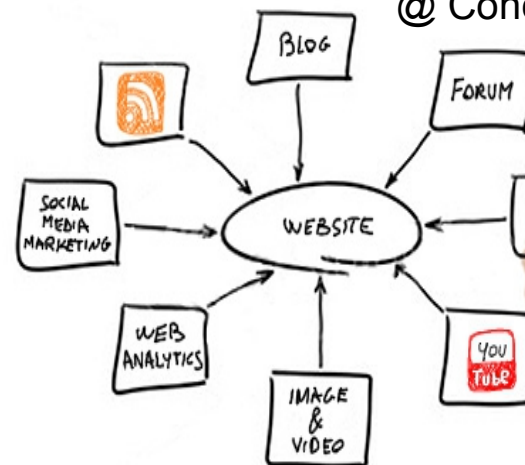 @
BLOG
FORUM
SOCIAL
MEDIA
MARKETING
WEBSITE
WEB
ANALYTICS
YOU
Tube
IMAGE
&
VIDEO